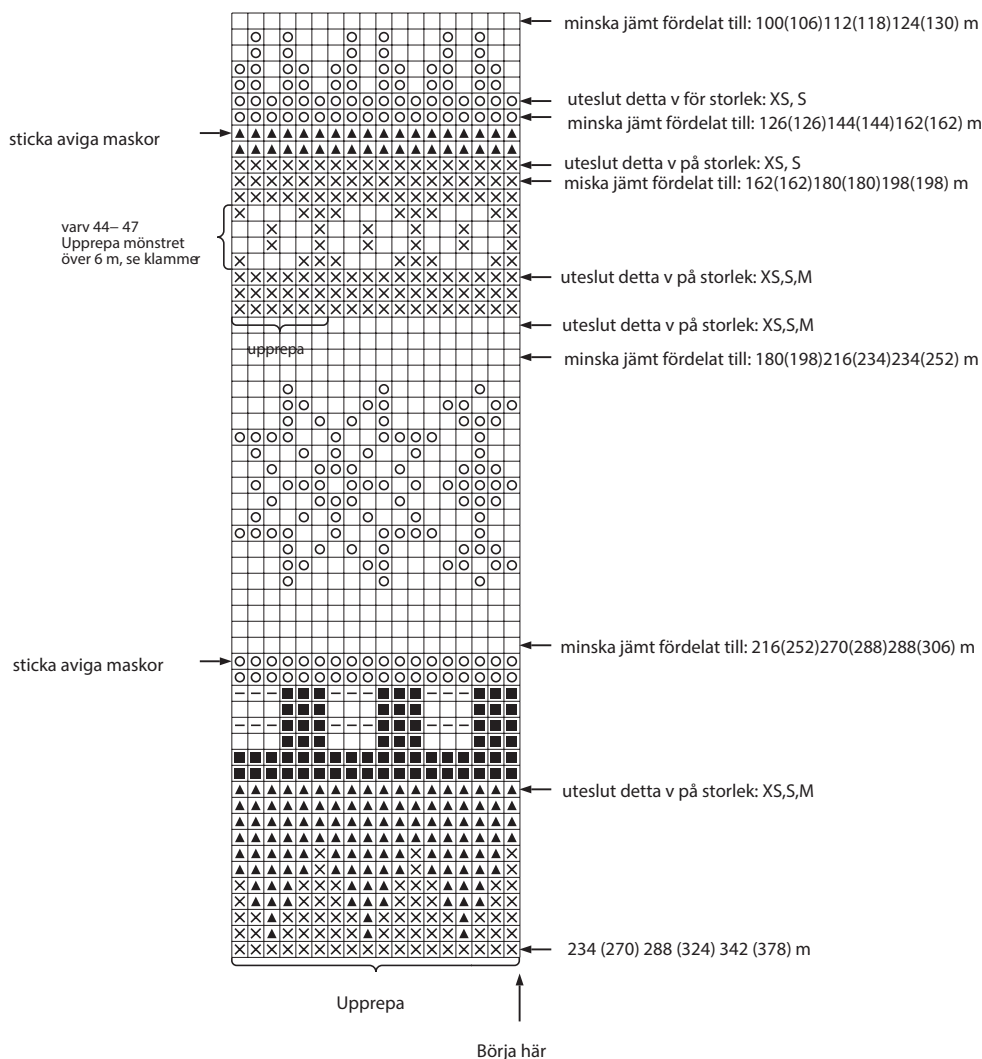 minska jämt fördelat till: 100(106)112(118)124(130) m
uteslut detta v för storlek: XS, S
minska jämt fördelat till: 126(126)144(144)162(162) m
sticka aviga maskor
uteslut detta v på storlek: XS, S
miska jämt fördelat till: 162(162)180(180)198(198) m
varv 44– 47
Upprepa mönstret
över 6 m, se klammer
uteslut detta v på storlek: XS,S,M
uteslut detta v på storlek: XS,S,M
upprepa
minska jämt fördelat till: 180(198)216(234)234(252) m
minska jämt fördelat till: 216(252)270(288)288(306) m
sticka aviga maskor
uteslut detta v på storlek: XS,S,M
234 (270) 288 (324) 342 (378) m
Upprepa
Börja här